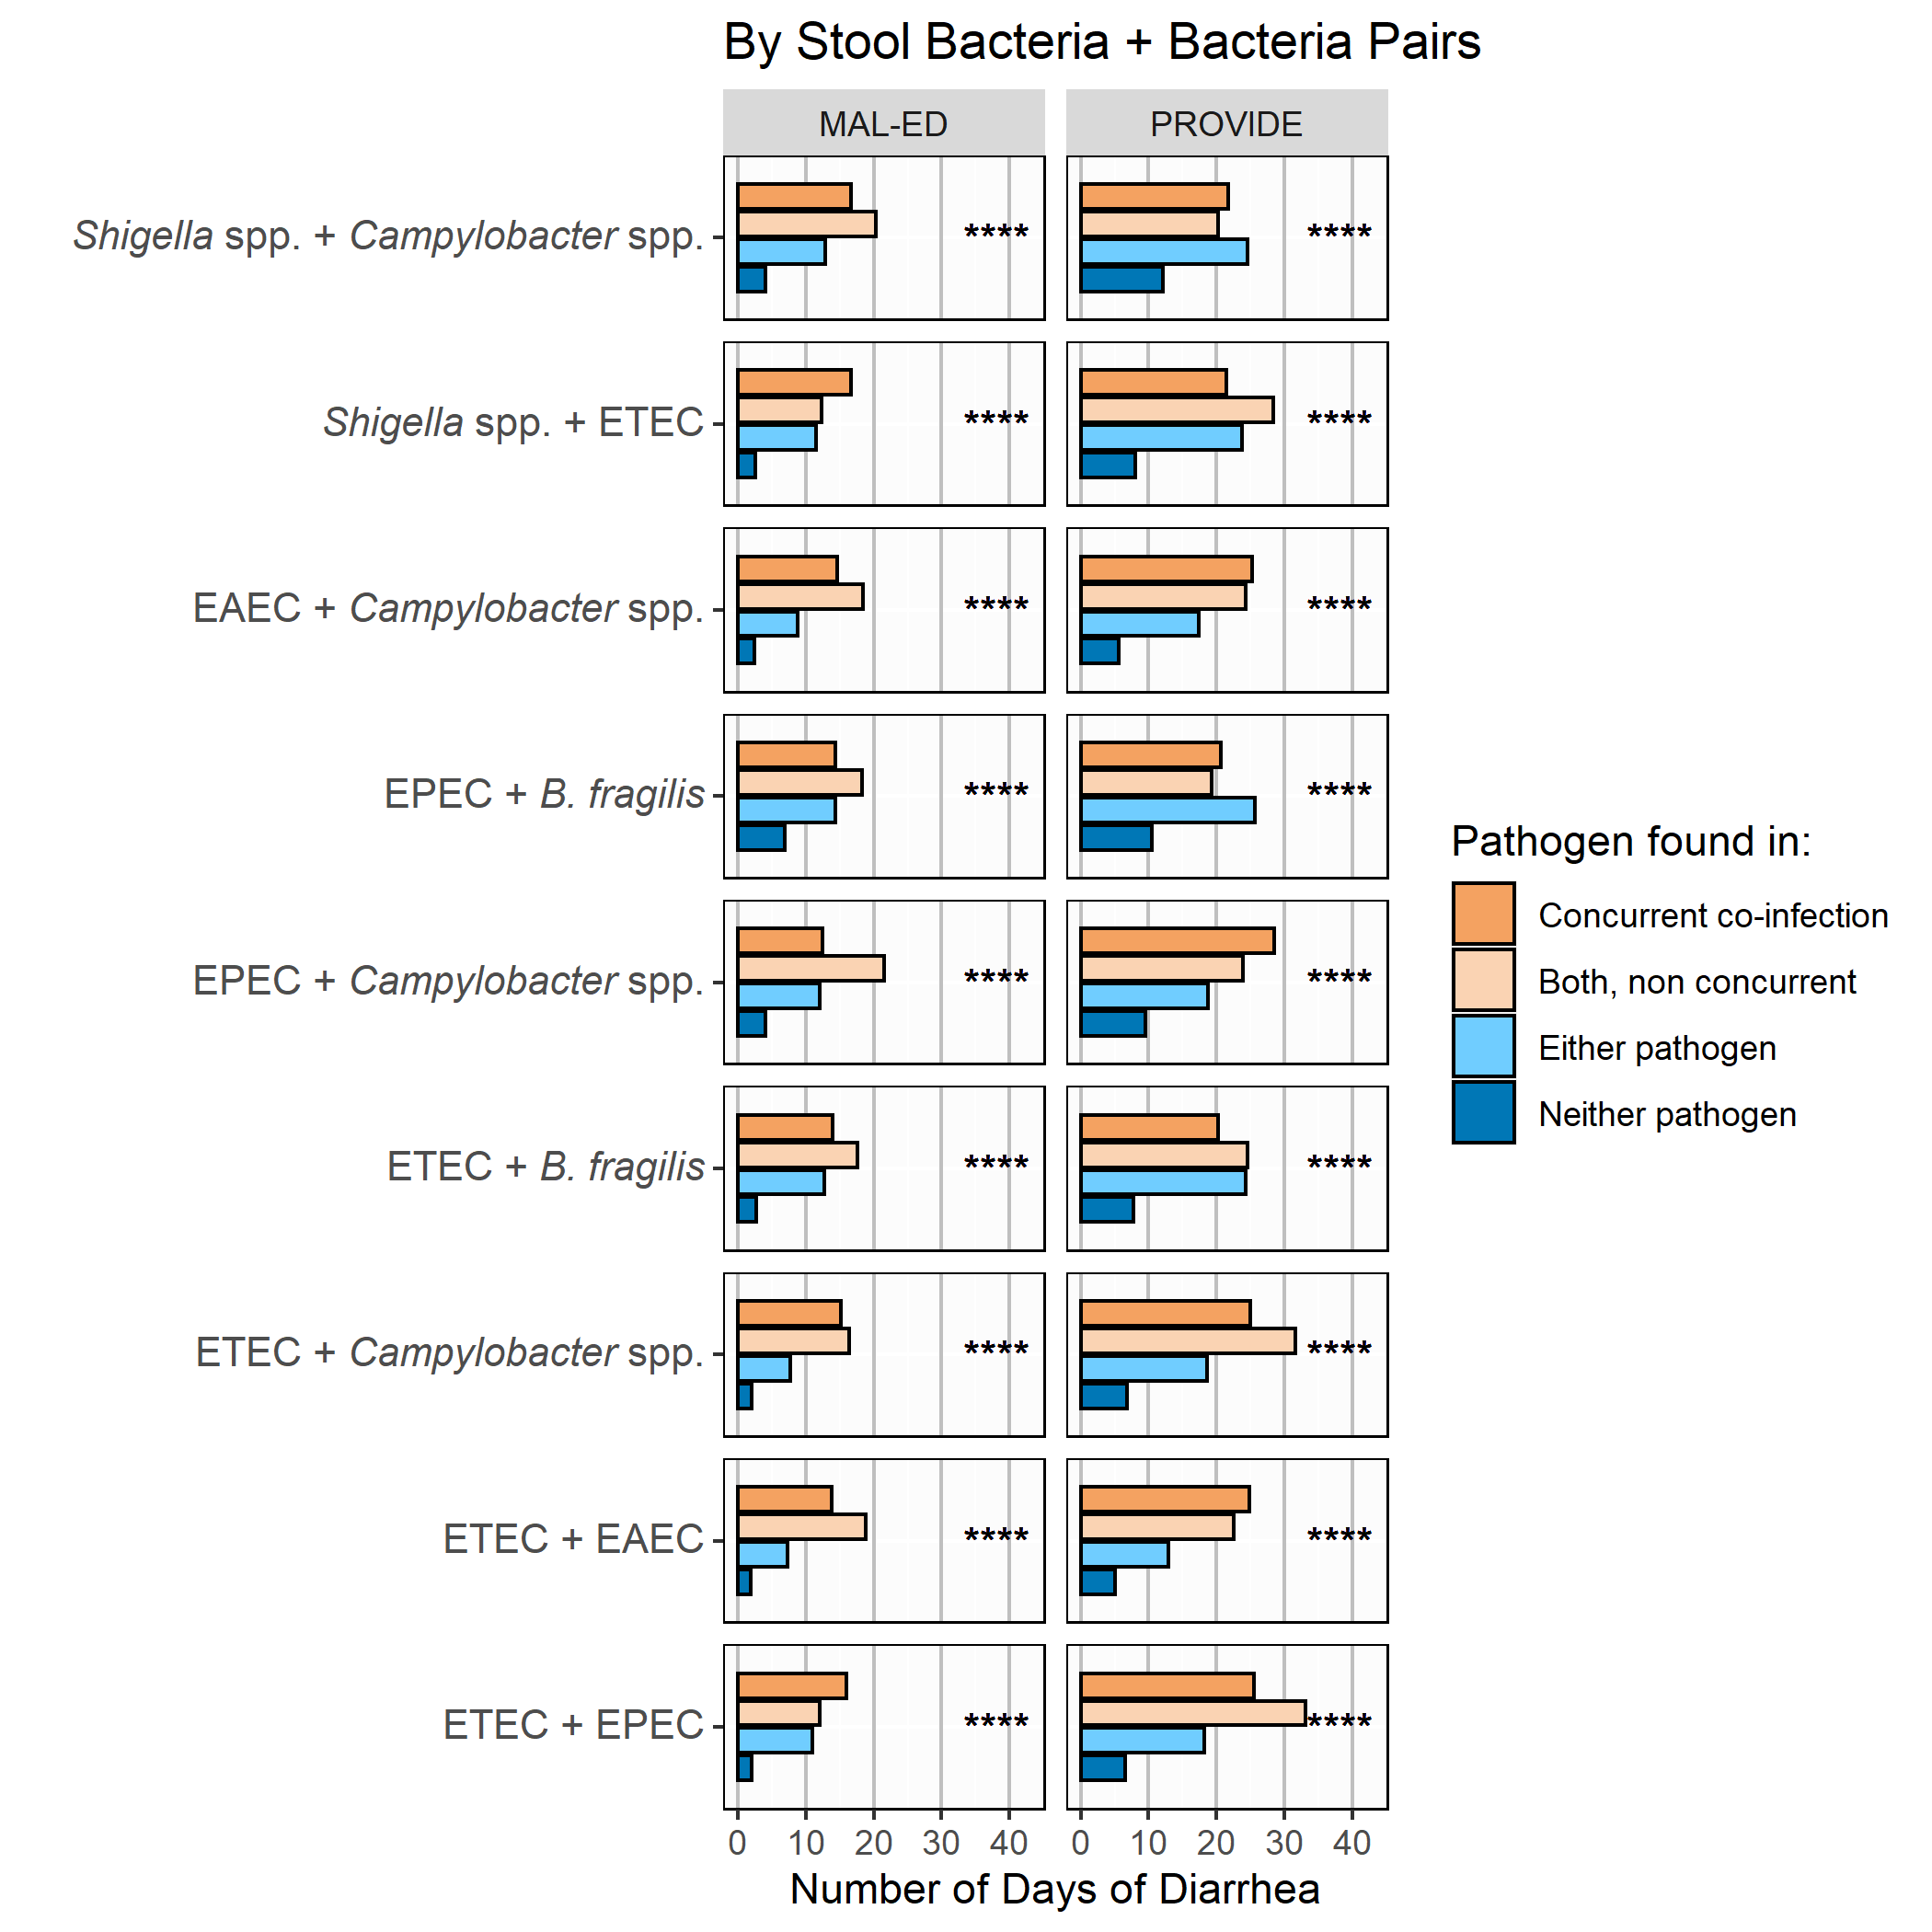 By Stool Bacteria + Bacteria Pairs
MAL-ED PROVIDE
Shigella spp. + Campylobacter spp. **** ****
Shigella spp. + ETEC **** ****
EAEC + Campylobacter spp. **** ****
EPEC + B. fragilis **** ****
EPEC + Campylobacter spp. **** ****
ETEC + B. fragilis **** ****
ETEC + Campylobacter spp. **** ****
ETEC + EAEC **** ****
ETEC + EPEC **** ****
0 10 20 30 40 0 10 20 30 40
Number of Days of Diarrhea
Pathogen found in:
Concurrent co-infection
Both, non concurrent
Either pathogen
Neither pathogen